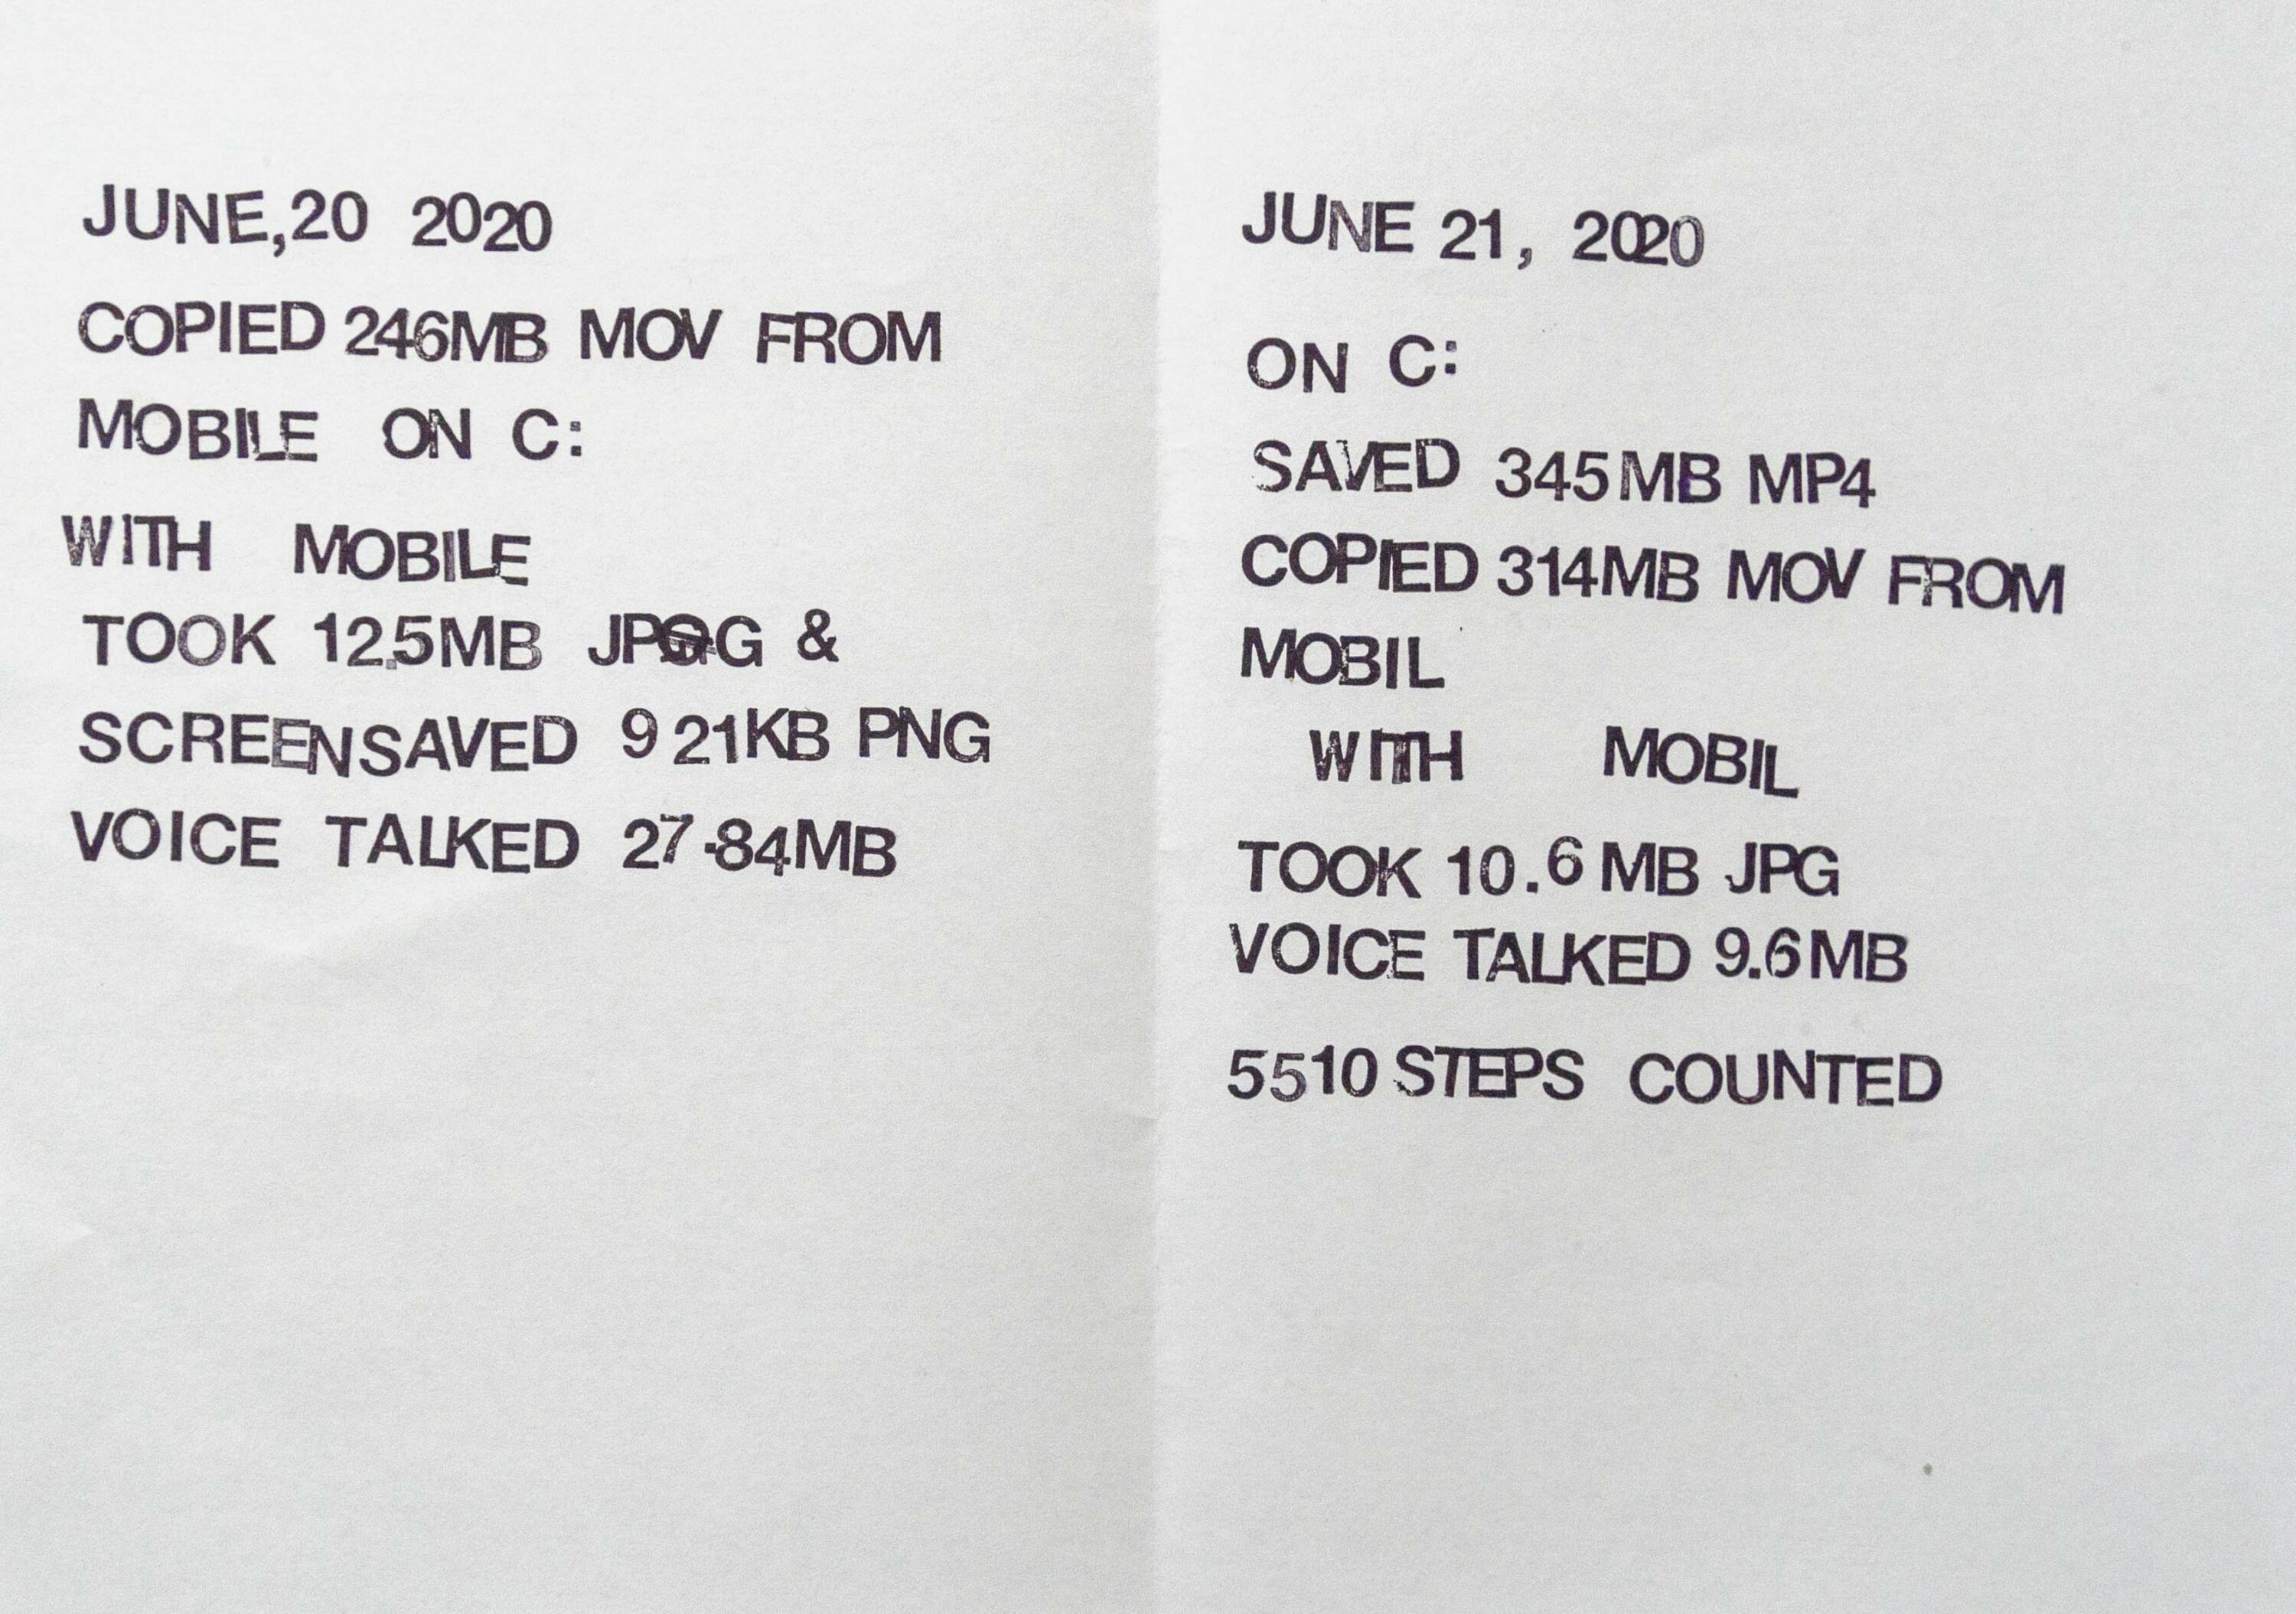 JUNE,20 2020
COPIED 246MB MOV FROM
MOBILE ON C:
WITH MOBILE
TOOK 12.5MB JPG &
SCREENSAVED 921KB PNG
VOICE TALKED 27.84MB
JUNE 21, 2020
ON C:
SAVED 345MB MP4
COPIED 314MB MOV FROM
MOBIL
WITH MOBIL
TOOK 10.6MB JPG
VOICE TALKED 9.6MB
5510 STEPS COUNTED